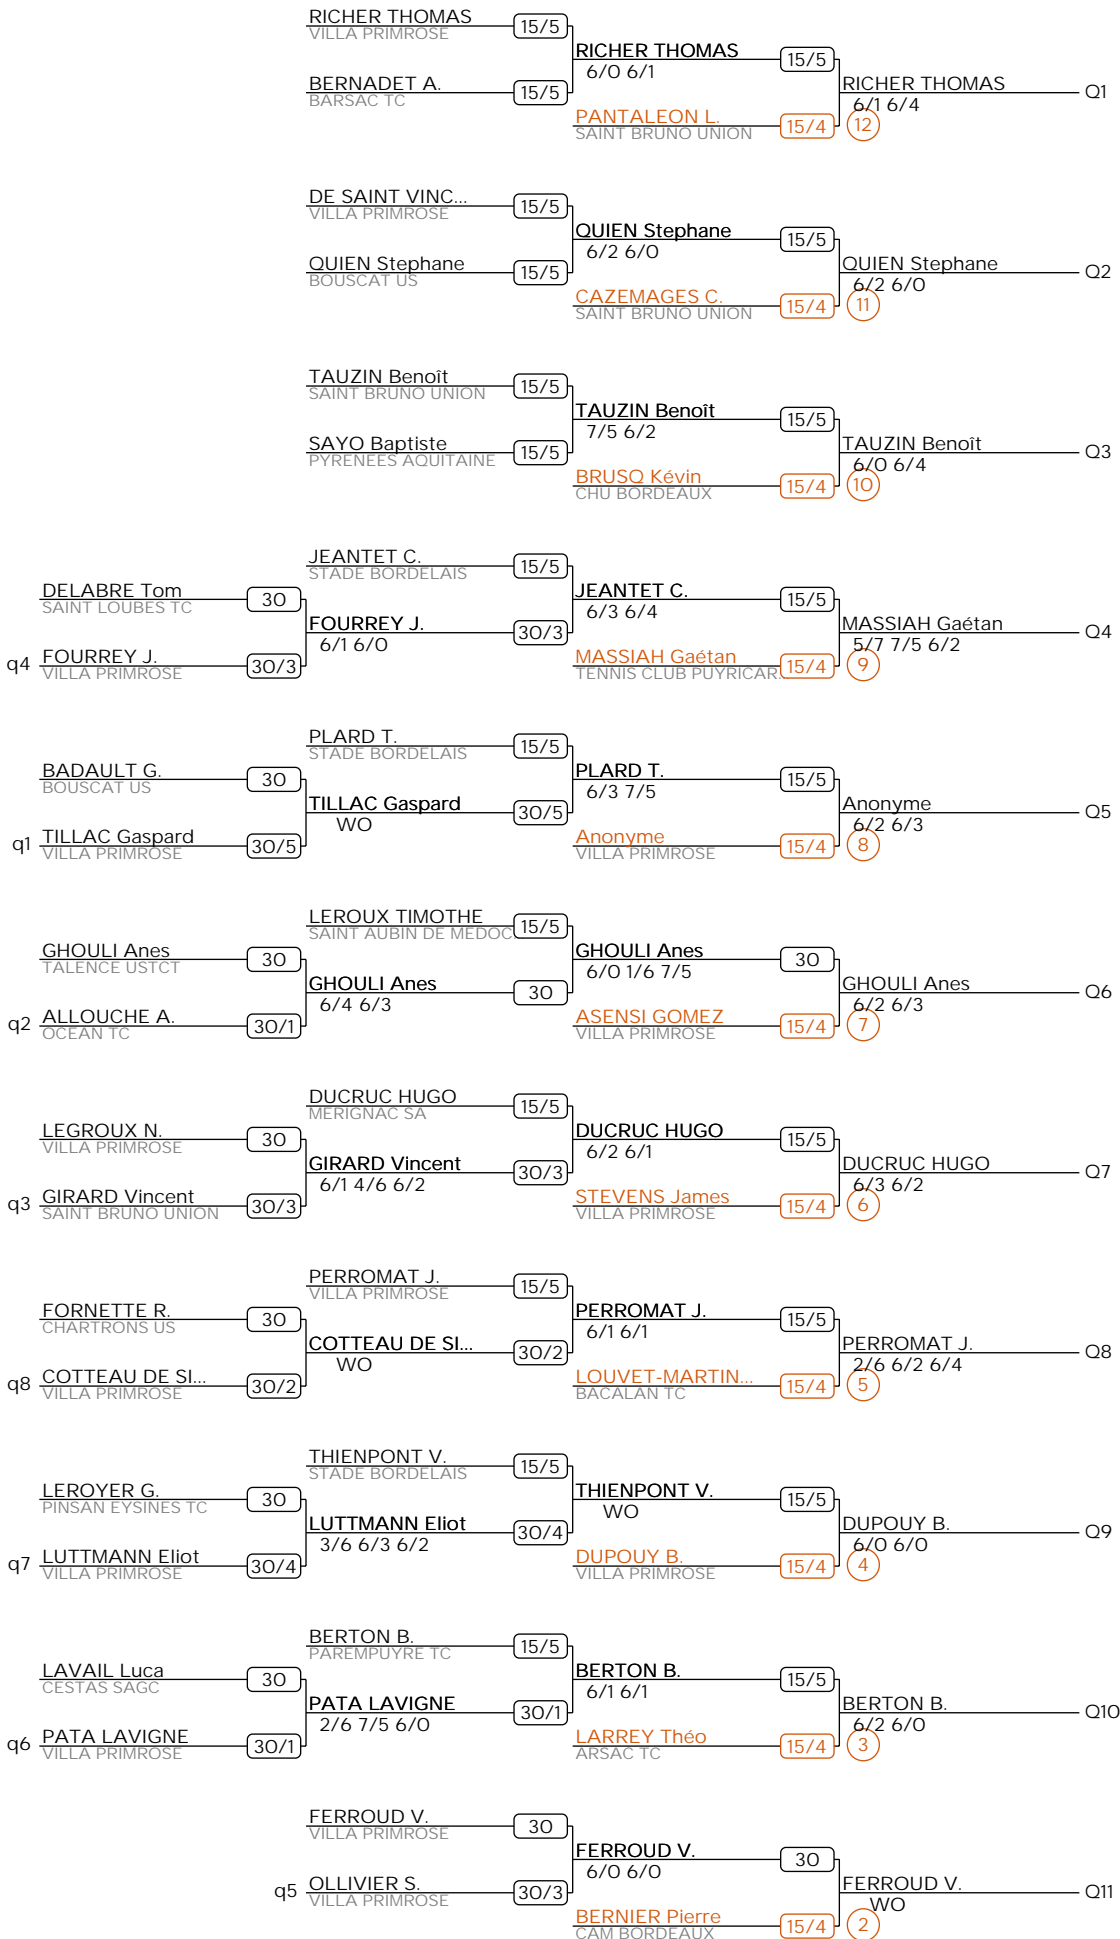 RICHER THOMAS
VILLA PRIMROSE
15/5
RICHER THOMAS
6/0 6/1
15/5
BERNADET A.
BARSAC TC
15/5
RICHER THOMAS
6/1 6/4
Q1
PANTALEON L.
SAINT BRUNO UNION
15/4
12
DE SAINT VINC...
VILLA PRIMROSE
15/5
QUIEN Stephane
6/2 6/0
15/5
QUIEN Stephane
BOUSCAT US
15/5
QUIEN Stephane
6/2 6/0
Q2
CAZEMAGES C.
SAINT BRUNO UNION
15/4
11
TAUZIN Benoît
SAINT BRUNO UNION
15/5
TAUZIN Benoît
7/5 6/2
15/5
SAYO Baptiste
PYRENEES AQUITAINE
15/5
TAUZIN Benoît
6/0 6/4
Q3
BRUSQ Kévin
CHU BORDEAUX
15/4
10
JEANTET C.
STADE BORDELAIS
15/5
DELABRE Tom
SAINT LOUBES TC
30
JEANTET C.
6/3 6/4
15/5
FOURREY J.
6/1 6/0
30/3
MASSIAH Gaétan
5/7 7/5 6/2
Q4
q4
FOURREY J.
VILLA PRIMROSE
30/3
MASSIAH Gaétan
TENNIS CLUB PUYRICAR...
15/4
9
PLARD T.
STADE BORDELAIS
15/5
BADAULT G.
BOUSCAT US
30
PLARD T.
6/3 7/5
15/5
TILLAC Gaspard
WO
30/5
Anonyme
6/2 6/3
Q5
q1
TILLAC Gaspard
VILLA PRIMROSE
30/5
Anonyme
VILLA PRIMROSE
15/4
8
LEROUX TIMOTHE
SAINT AUBIN DE MEDOC
15/5
GHOULI Anes
TALENCE USTCT
30
GHOULI Anes
6/0 1/6 7/5
30
GHOULI Anes
6/4 6/3
30
GHOULI Anes
6/2 6/3
Q6
q2
ALLOUCHE A.
OCEAN TC
30/1
ASENSI GOMEZ
VILLA PRIMROSE
15/4
7
DUCRUC HUGO
MERIGNAC SA
15/5
LEGROUX N.
VILLA PRIMROSE
30
DUCRUC HUGO
6/2 6/1
15/5
GIRARD Vincent
6/1 4/6 6/2
30/3
DUCRUC HUGO
6/3 6/2
Q7
q3
GIRARD Vincent
SAINT BRUNO UNION
30/3
STEVENS James
VILLA PRIMROSE
15/4
6
PERROMAT J.
VILLA PRIMROSE
15/5
FORNETTE R.
CHARTRONS US
30
PERROMAT J.
6/1 6/1
15/5
COTTEAU DE SI...
WO
30/2
PERROMAT J.
2/6 6/2 6/4
Q8
q8
COTTEAU DE SI...
VILLA PRIMROSE
30/2
LOUVET-MARTIN...
BACALAN TC
15/4
5
THIENPONT V.
STADE BORDELAIS
15/5
LEROYER G.
PINSAN EYSINES TC
30
THIENPONT V.
WO
15/5
LUTTMANN Eliot
3/6 6/3 6/2
30/4
DUPOUY B.
6/0 6/0
Q9
q7
LUTTMANN Eliot
VILLA PRIMROSE
30/4
DUPOUY B.
VILLA PRIMROSE
15/4
4
BERTON B.
PAREMPUYRE TC
15/5
LAVAIL Luca
CESTAS SAGC
30
BERTON B.
6/1 6/1
15/5
PATA LAVIGNE
2/6 7/5 6/0
30/1
BERTON B.
6/2 6/0
Q10
q6
PATA LAVIGNE
VILLA PRIMROSE
30/1
LARREY Théo
ARSAC TC
15/4
3
FERROUD V.
VILLA PRIMROSE
30
FERROUD V.
6/0 6/0
30
q5
OLLIVIER S.
VILLA PRIMROSE
30/3
FERROUD V.
WO
Q11
BERNIER Pierre
CAM BORDEAUX
15/4
2